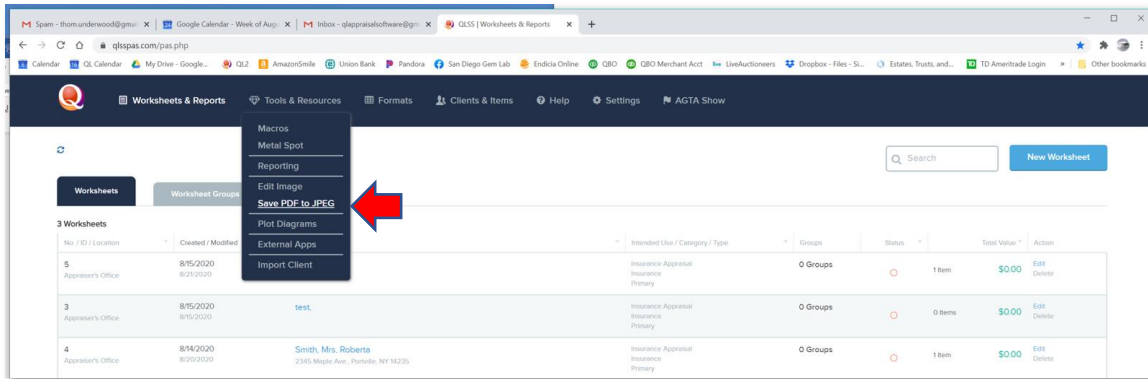 Spam - thom.underwood@gmai
Google Calendar - Week of Augu
Inbox - qlappraisalsoftware@gm
QLSS | Worksheets & Reports
qlsspas.com/pas.php
Calendar QL Calendar My Drive - Google... QL2 AmazonSmile Union Bank Pandora San Diego Gem Lab Endicia Online QBO QBO Merchant Acct LiveAuctioneers Dropbox - Files - Si... Estates, Trusts, and... TD Ameritrade Login » Other bookmarks
Worksheets & Reports Tools & Resources Formats Clients & Items Help Settings AGTA Show
Macros
Metal Spot
Reporting
Edit Image
Save PDF to JPEG
Plot Diagrams
External Apps
Import Client
Search
New Worksheet
Worksheets
Worksheet Groups
3 Worksheets
No. / ID / Location Created / Modified Intended Use / Category / Type Groups Status Total Value Action
5 8/15/2020 Insurance Appraisal 0 Groups 1 Item $0.00 Edit
Appraiser's Office 8/21/2020 Insurance Delete
Primary
3 8/15/2020 test, Insurance Appraisal 0 Groups 0 Items $0.00 Edit
Appraiser's Office 8/15/2020 Insurance Delete
Primary
4 8/14/2020 Smith, Mrs. Roberta Insurance Appraisal 0 Groups 1 Item $0.00 Edit
Appraiser's Office 8/20/2020 2345 Maple Ave., Portville, NY 14235 Insurance Delete
Primary